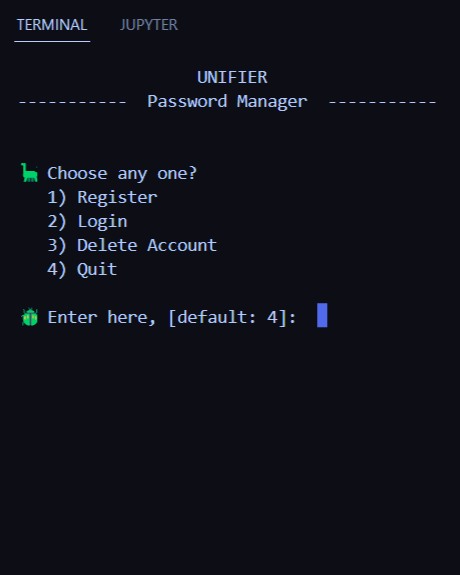 TERMINAL JUPYTER
UNIFIER
----------- Password Manager -----------
Choose any one?
1) Register
2) Login
3) Delete Account
4) Quit
Enter here, [default: 4]: